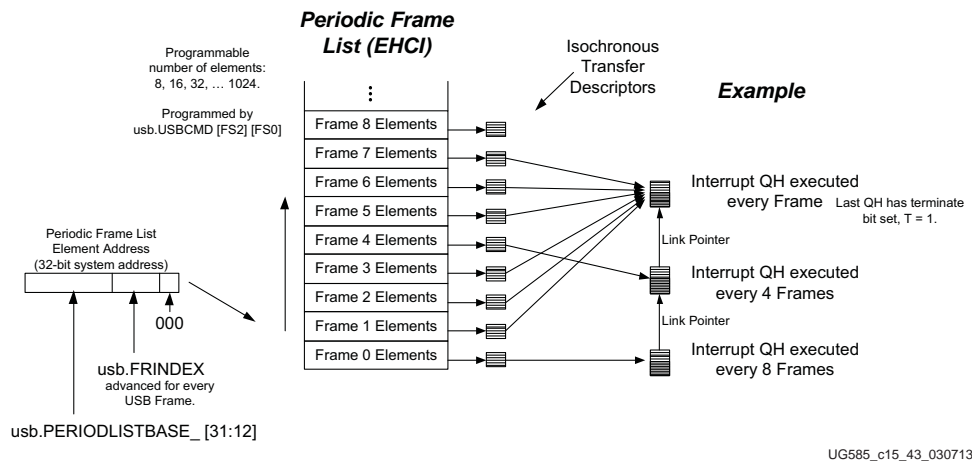 Periodic Frame
List (EHCI)
Programmable
number of elements:
8, 16, 32, … 1024.
Programmed by
usb.USBCMD [FS2] [FS0]
Isochronous
Transfer
Descriptors
Example
Frame 8 Elements
Frame 7 Elements
Frame 6 Elements
Frame 5 Elements
Frame 4 Elements
Frame 3 Elements
Frame 2 Elements
Frame 1 Elements
Frame 0 Elements
Interrupt QH executed
every Frame
Last QH has terminate
bit set, T = 1.
Link Pointer
Interrupt QH executed
every 4 Frames
Link Pointer
Interrupt QH executed
every 8 Frames
Periodic Frame List
Element Address
(32-bit system address)
000
usb.FRINDEX
advanced for every
USB Frame.
usb.PERIODLISTBASE_ [31:12]
UG585_c15_43_030713